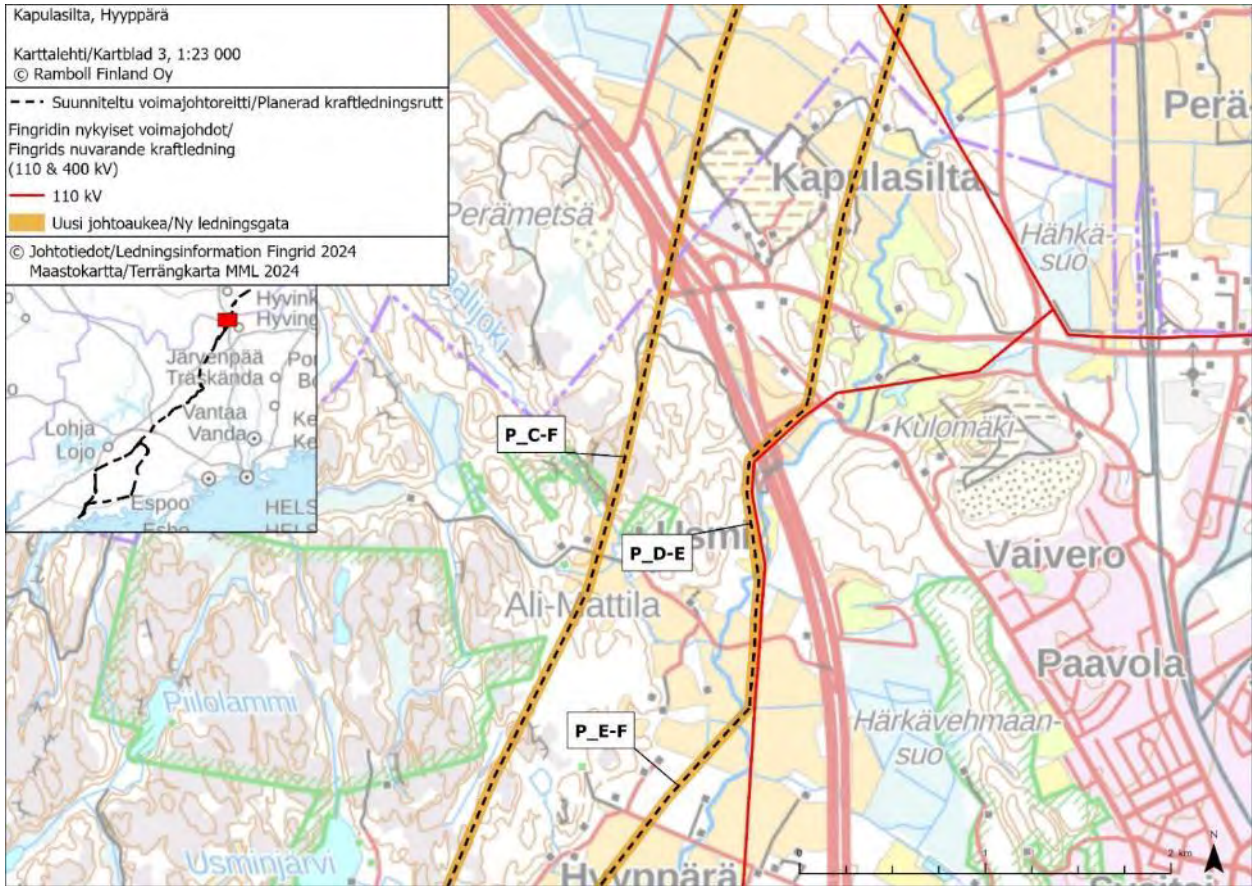 Kapulasilta, Hyyppärä
Karttalehti/Kartblad 3, 1:23 000
© Ramboll Finland Oy
Suunniteltu voimajohtoreitti/Planerad kraftledningsrutt
Fingridin nykyiset voimajohdot/
Fingrids nuvarande kraftledning
(110 & 400 kV)
110 kV
Uusi johtoaukea/Ny ledningsgata
© Johtotiedot/Ledningsinformation Fingrid 2024
Maastokartta/Terrängkarta MML 2024
Hyvink
Hyving
Järvenpää
Träskända
Vantaa
Vanda
Lohja
Lojo
Espoo
HELS
Perä
Kapulasilta
Perämetsä
Hähkä-
suo
P_C-F
Kulomäki
P_D-E
Vaivero
Ali-Mattila
Paavola
Piilolammi
P_E-F
Härkävehmaan-
suo
Usminjärvi
Hyyppärä
N
0 1 2 km